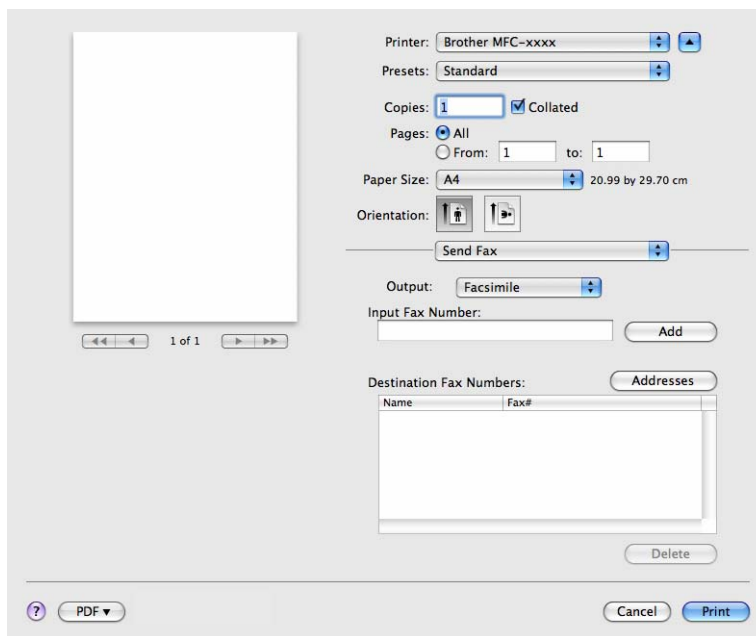 Printer: Brother MFC-xxxx
Presets: Standard
Copies: 1 Collated
Pages: All
From: 1 to: 1
Paper Size: A4 20.99 by 29.70 cm
Orientation:
Send Fax
Output: Facsimile
Input Fax Number:
Add
1 of 1
Destination Fax Numbers: Addresses
Name Fax#
Delete
? PDF▼ Cancel Print